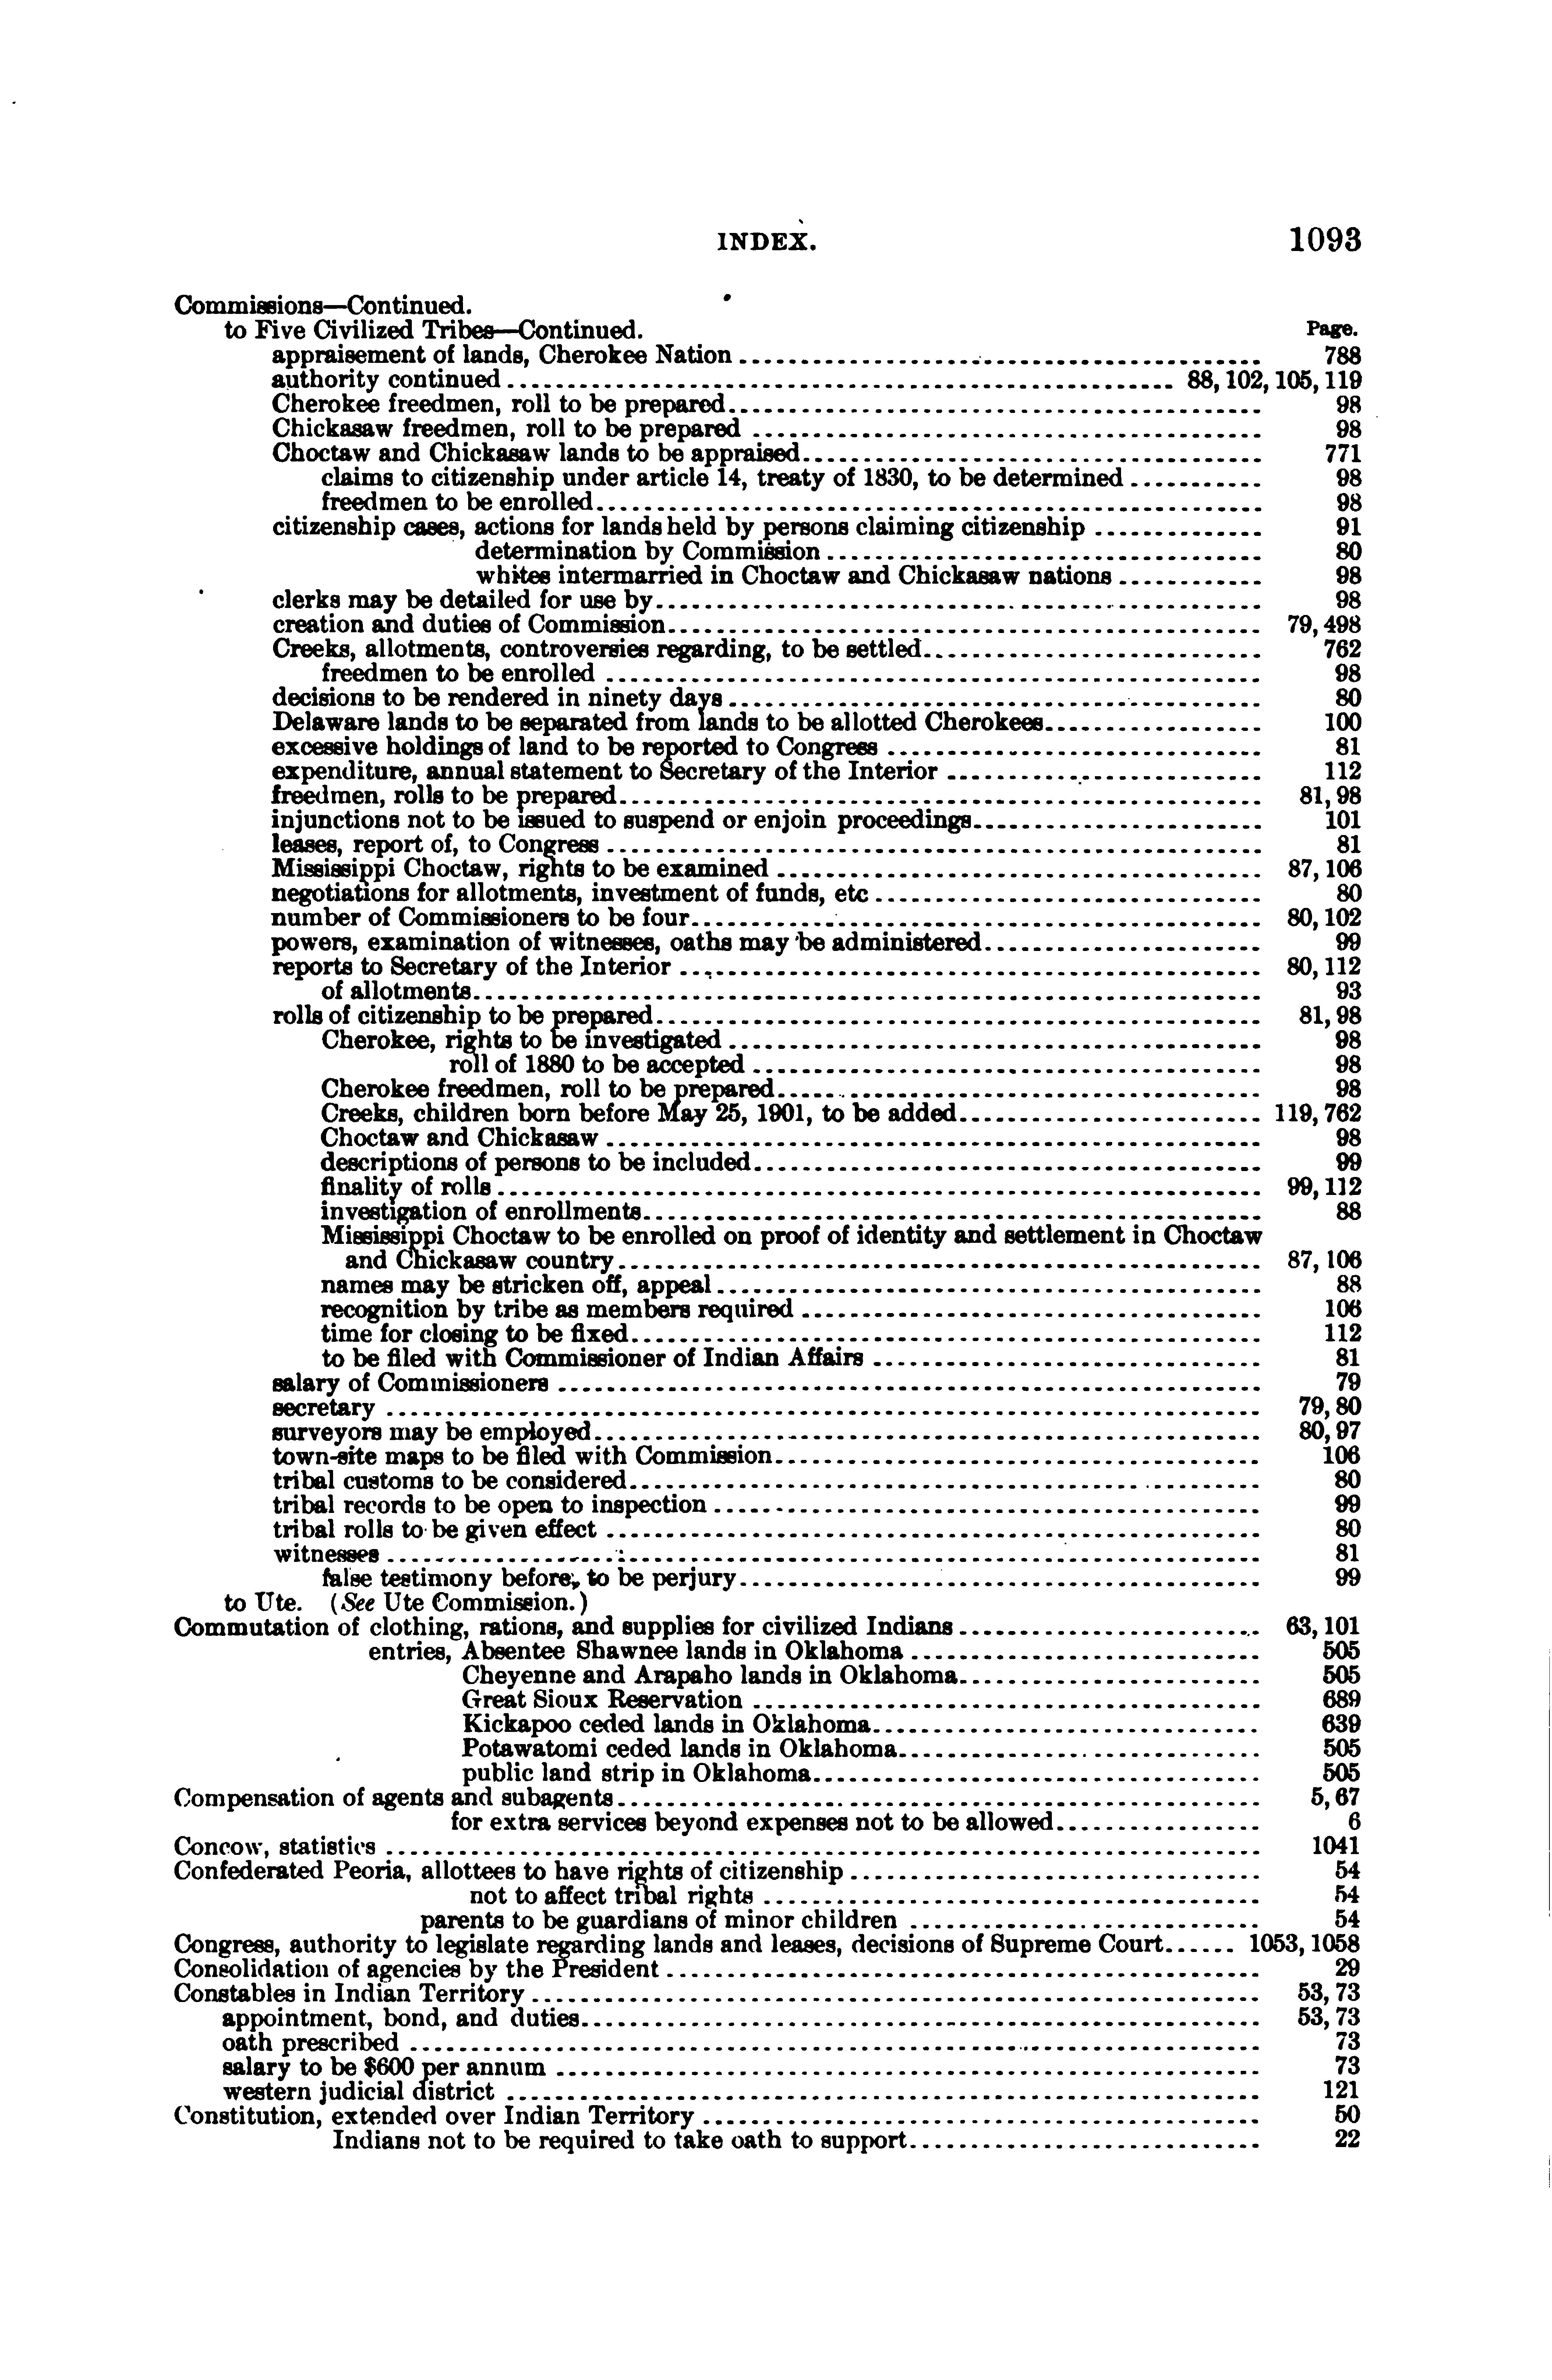 INDEX. 1093
Commissions—Continued.
to Five Civilized Tribes—Continued. Page.
appraisement of lands, Cherokee Nation 788
authority continued 88, 102, 105, 119
Cherokee freedmen, roll to be prepared 98
Chickasaw freedmen, roll to be prepared 98
Choctaw and Chickasaw lands to be appraised 771
claims to citizenship under article 14, treaty of 1830, to be determined 98
freedmen to be enrolled 98
citizenship cases, actions for lands held by persons claiming citizenship 91
determination by Commission 80
whites intermarried in Choctaw and Chickasaw nations 98
clerks may be detailed for use by 98
creation and duties of Commission 79, 498
Creeks, allotments, controversies regarding, to be settled 762
freedmen to be enrolled 98
decisions to be rendered in ninety days 80
Delaware lands to be separated from lands to be allotted Cherokees 100
excessive holdings of land to be reported to Congress 81
expenditure, annual statement to Secretary of the Interior 112
freedmen, rolls to be prepared 81, 98
injunctions not to be issued to suspend or enjoin proceedings 101
leases, report of, to Congress 81
Mississippi Choctaw, rights to be examined 87, 106
negotiations for allotments, investment of funds, etc 80
number of Commissioners to be four 80, 102
powers, examination of witnesses, oaths may be administered 99
reports to Secretary of the Interior 80, 112
of allotments 93
rolls of citizenship to be prepared 81, 98
Cherokee, rights to be investigated 98
roll of 1880 to be accepted 98
Cherokee freedmen, roll to be prepared 98
Creeks, children born before May 25, 1901, to be added 119, 762
Choctaw and Chickasaw 98
descriptions of persons to be included 99
finality of rolls 99, 112
investigation of enrollments 88
Mississippi Choctaw to be enrolled on proof of identity and settlement in Choctaw
and Chickasaw country 87, 106
names may be stricken off, appeal 88
recognition by tribe as members required 106
time for closing to be fixed 112
to be filed with Commissioner of Indian Affairs 81
salary of Commissioners 79
secretary 79, 80
surveyors may be employed 80, 97
town-site maps to be filed with Commission 106
tribal customs to be considered 80
tribal records to be open to inspection 99
tribal rolls to be given effect 80
witnesses 81
false testimony before, to be perjury 99
to Ute. (See Ute Commission.)
Commutation of clothing, rations, and supplies for civilized Indians 63, 101
entries, Absentee Shawnee lands in Oklahoma 505
Cheyenne and Arapaho lands in Oklahoma 505
Great Sioux Reservation 689
Kickapoo ceded lands in Oklahoma 639
Potawatomi ceded lands in Oklahoma 505
public land strip in Oklahoma 505
Compensation of agents and subagents 5, 67
for extra services beyond expenses not to be allowed 6
Concow, statistics 1041
Confederated Peoria, allottees to have rights of citizenship 54
not to affect tribal rights 54
parents to be guardians of minor children 54
Congress, authority to legislate regarding lands and leases, decisions of Supreme Court 1053, 1058
Consolidation of agencies by the President 29
Constables in Indian Territory 53, 73
appointment, bond, and duties 53, 73
oath prescribed 73
salary to be $600 per annum 73
western judicial district 121
Constitution, extended over Indian Territory 50
Indians not to be required to take oath to support 22